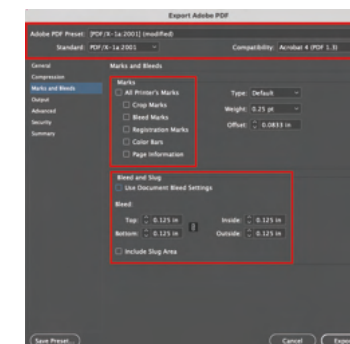 Export Adobe PDF
Adobe PDF Preset: [PDF/X-1a:2001] (modified)
Standard: PDF/X-1a:2001 Compatibility: Acrobat 4 (PDF 1.3)
General
Compression
Marks and Bleeds
Output
Advanced
Security
Summary
Marks and Bleeds
Marks
All Printer's Marks
Crop Marks
Bleed Marks
Registration Marks
Color Bars
Page Information
Type: Default
Weight: 0.25 pt
Offset: 0.0833 in
Bleed and Slug
Use Document Bleed Settings
Bleed:
Top: 0.125 in Inside: 0.125 in
Bottom: 0.125 in Outside: 0.125 in
Include Slug Area
Save Preset... Cancel Expo